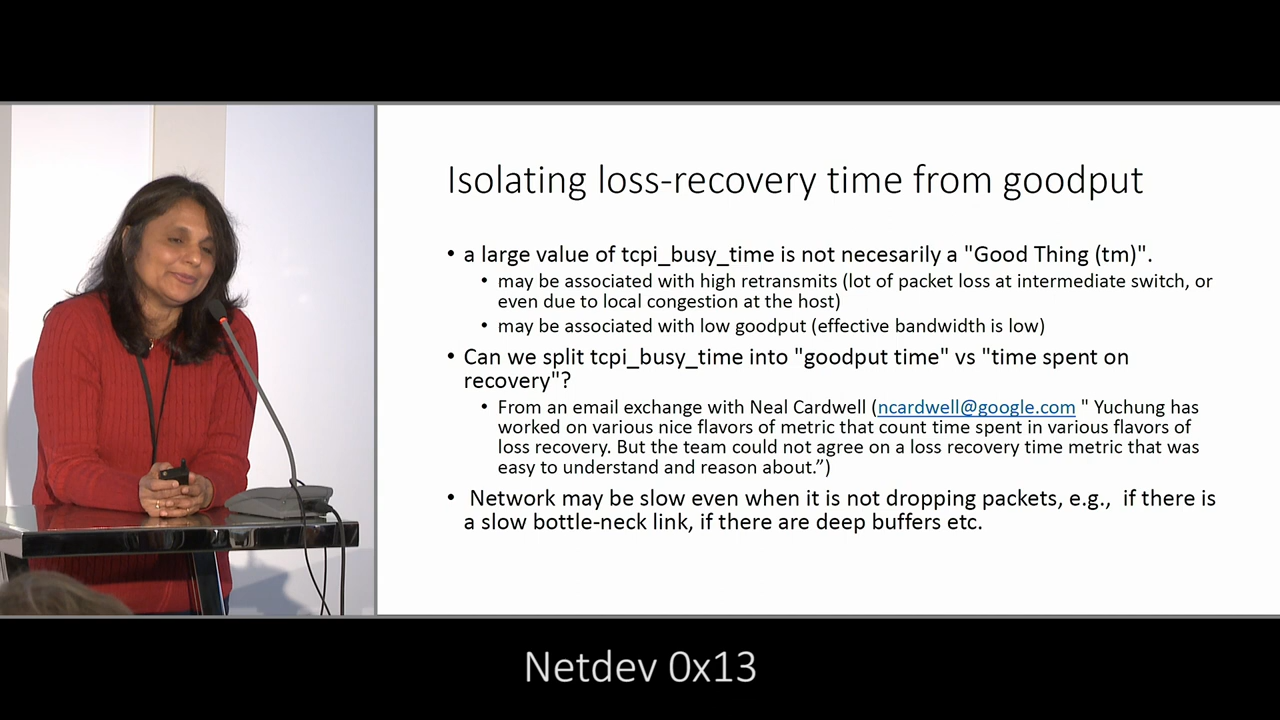 Isolating loss-recovery time from goodput
• a large value of tcpi_busy_time is not necesarily a "Good Thing (tm)".
• may be associated with high retransmits (lot of packet loss at intermediate switch, or
even due to local congestion at the host)
• may be associated with low goodput (effective bandwidth is low)
• Can we split tcpi_busy_time into "goodput time" vs "time spent on
recovery"?
• From an email exchange with Neal Cardwell (ncardwell@google.com " Yuchung has
worked on various nice flavors of metric that count time spent in various flavors of
loss recovery. But the team could not agree on a loss recovery time metric that was
easy to understand and reason about.”)
• Network may be slow even when it is not dropping packets, e.g., if there is
a slow bottle-neck link, if there are deep buffers etc.
Netdev 0x13